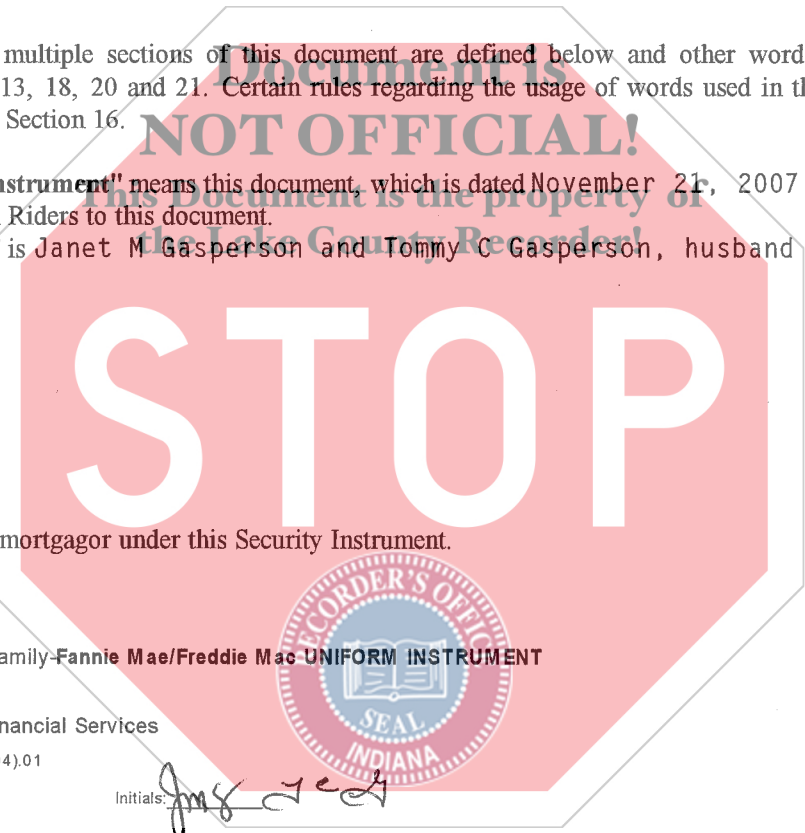 multiple sections of this document are defined below and other word
Document is
13, 18, 20 and 21. Certain rules regarding the usage of words used in th
Section 16.
NOT OFFICIAL!
nstrument" means this document, which is dated November 21, 2007
This Document is the property of
Riders to this document.
is Janet M Gasperson and Tommy C Gasperson, husband
the Lake County Recorder!
STOP
mortgagor under this Security Instrument.
RECORDER'S OFFICE
amily-Fannie Mae/Freddie Mac UNIFORM INSTRUMENT
SEAL
nancial Services
INDIANA
4).01
Initials: JMG TCG